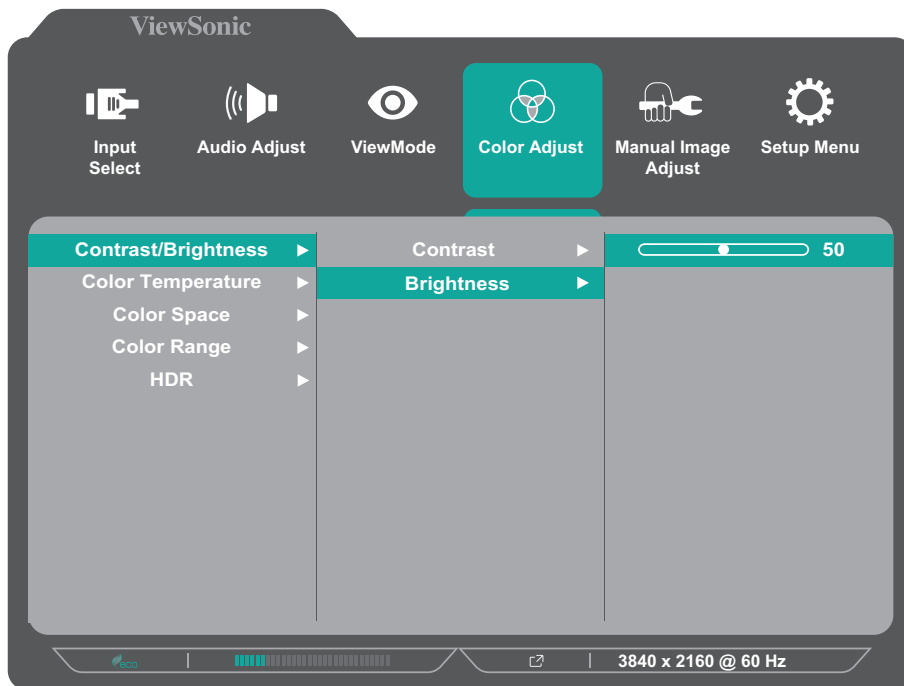 ViewSonic
Input
Select
Audio Adjust
ViewMode
Color Adjust
Manual Image
Adjust
Setup Menu
Contrast/Brightness
Contrast
50
Color Temperature
Brightness
Color Space
Color Range
HDR
eco
3840 x 2160 @ 60 Hz